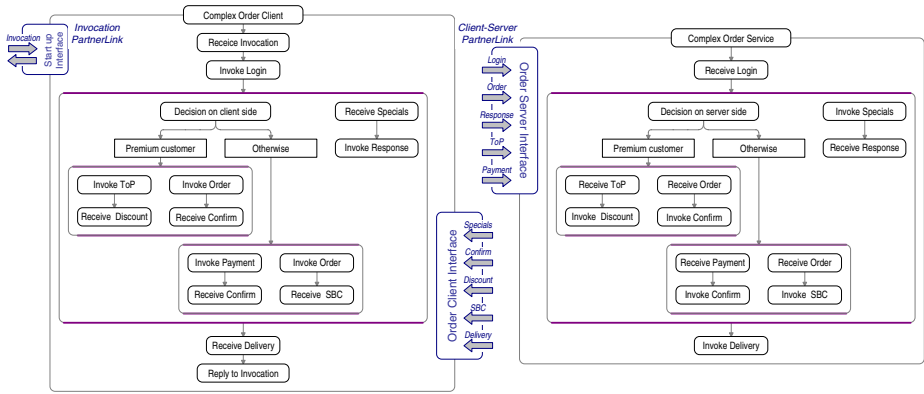 Complex Order Client
Invocation
PartnerLink
Invocation
Start up
Interface
Receice Invocation
Invoke Login
Decision on client side
Receive Specials
Premium customer
Otherwise
Invoke Response
Invoke ToP
Invoke Order
Receive Discount
Receive Confirm
Invoke Payment
Invoke Order
Receive Confirm
Receive SBC
Receive Delivery
Reply to Invocation
Client-Server
PartnerLink
Login
Order
Response
ToP
Payment
Order Server Interface
Order Client Interface
Specials
Confirm
Discount
SBC
Delivery
Complex Order Service
Receive Login
Decision on server side
Invoke Specials
Premium customer
Otherwise
Receive Response
Receive ToP
Receive Order
Invoke Discount
Invoke Confirm
Receive Payment
Receive Order
Invoke Confirm
Invoke SBC
Invoke Delivery